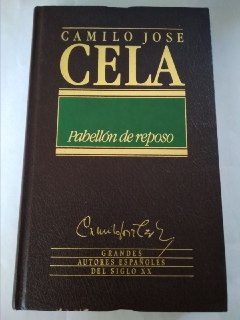 CAMILO JOSE
CELA
Pabellón de reposo
GRANDES
AUTORES ESPAÑOLES
DEL SIGLO XX